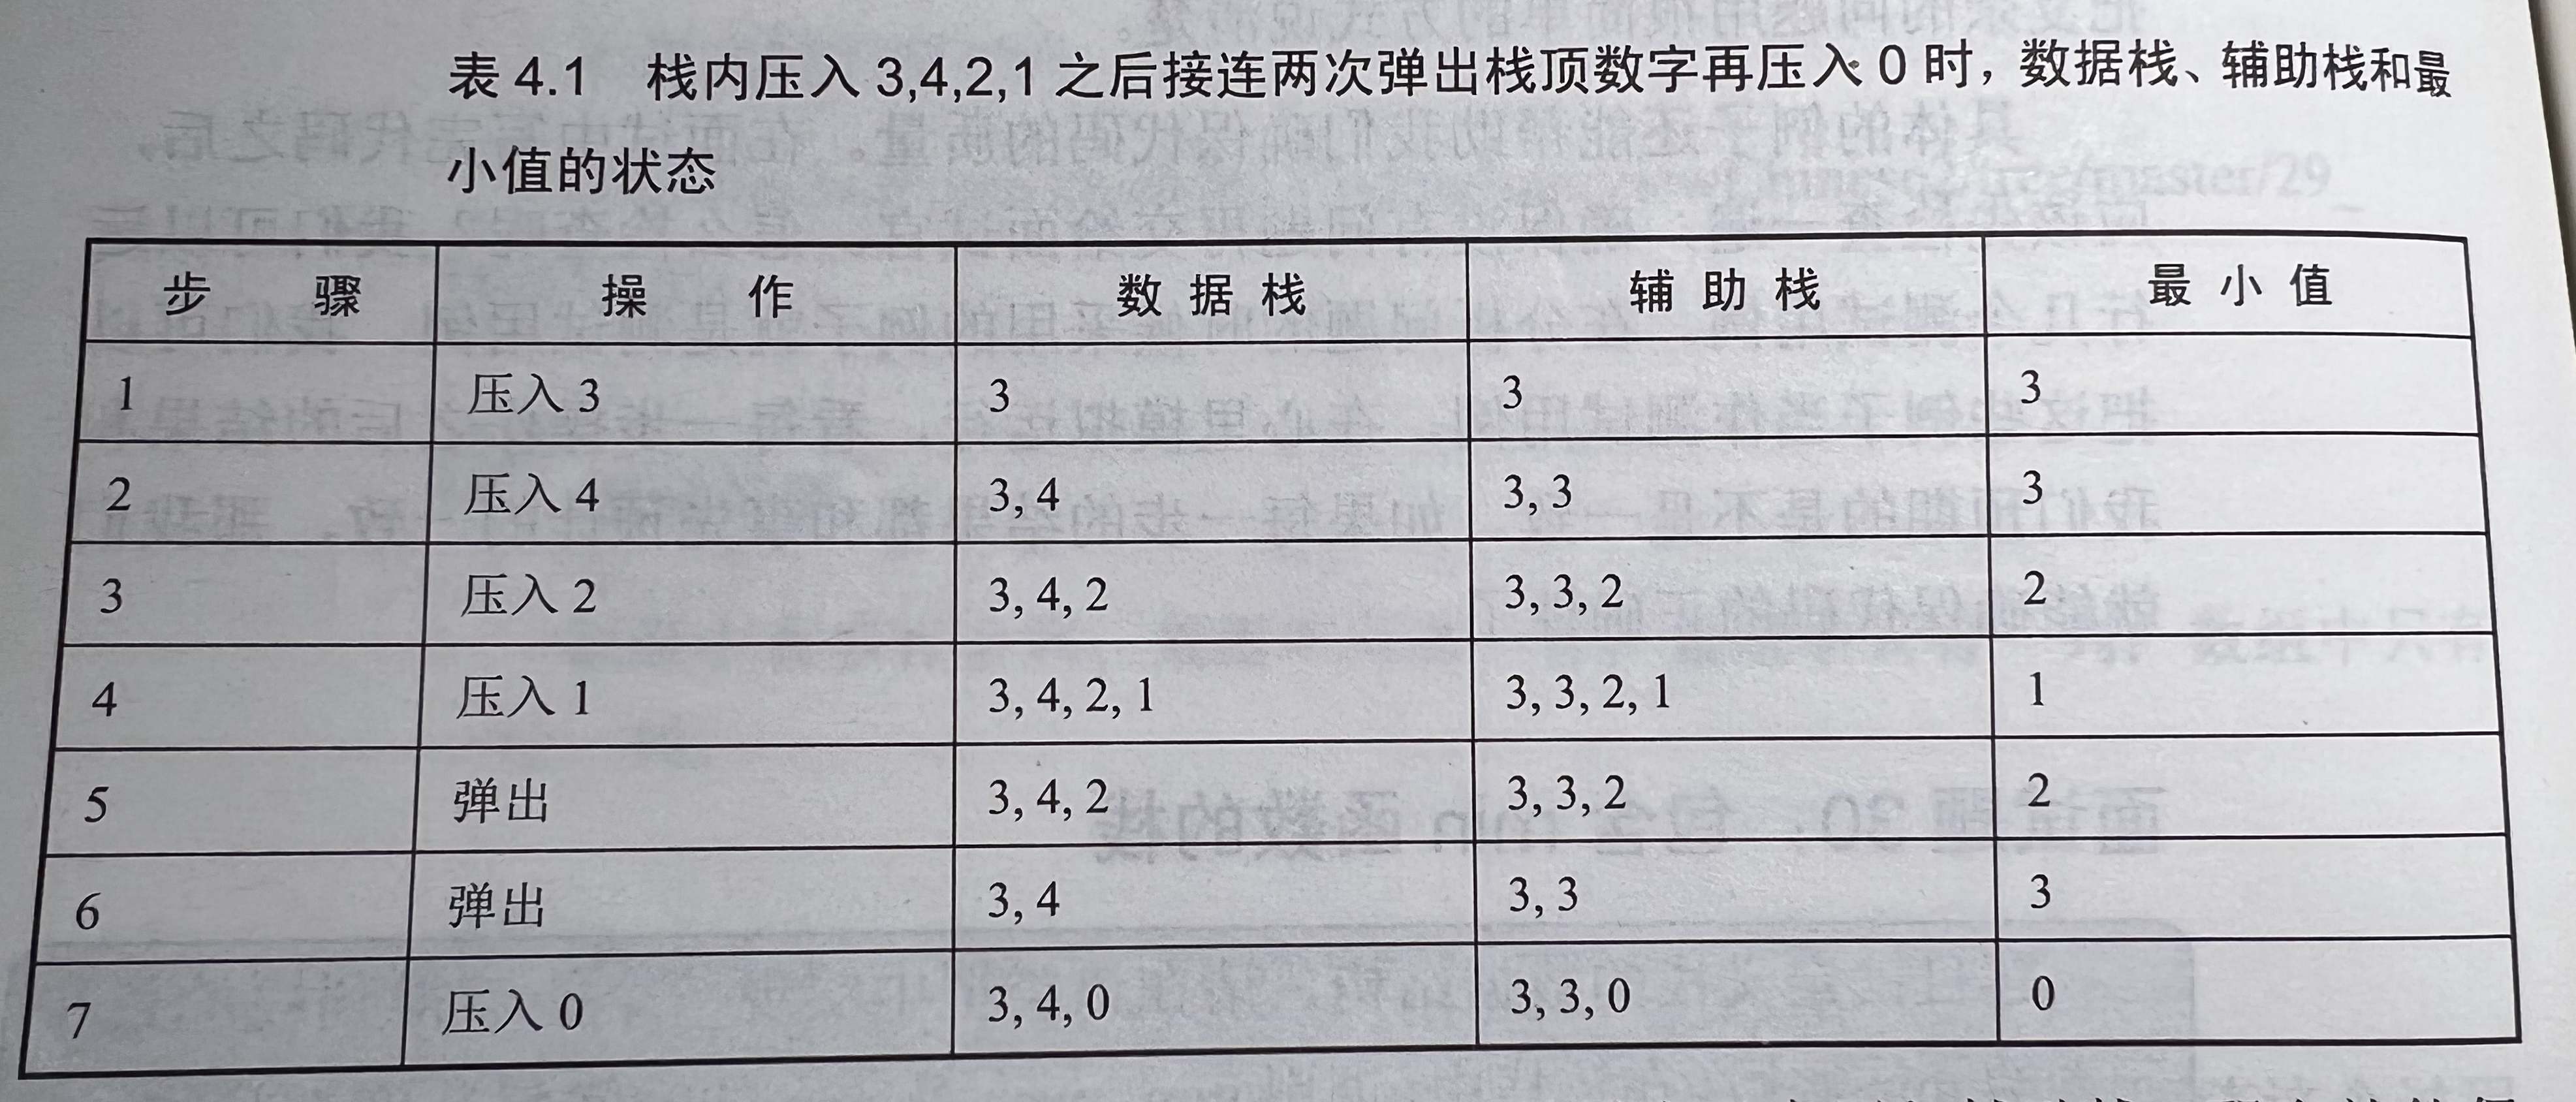 表 4.1 栈内压入 3,4,2,1 之后接连两次弹出栈顶数字再压入 0 时，数据栈、辅助栈和最
小值的状态
步 骤 操 作 数 据 栈 辅 助 栈 最 小 值
1 压入 3 3 3 3
2 压入 4 3, 4 3, 3 3
3 压入 2 3, 4, 2 3, 3, 2 2
4 压入 1 3, 4, 2, 1 3, 3, 2, 1 1
5 弹出 3, 4, 2 3, 3, 2 2
6 弹出 3, 4 3, 3 3
7 压入 0 3, 4, 0 3, 3, 0 0